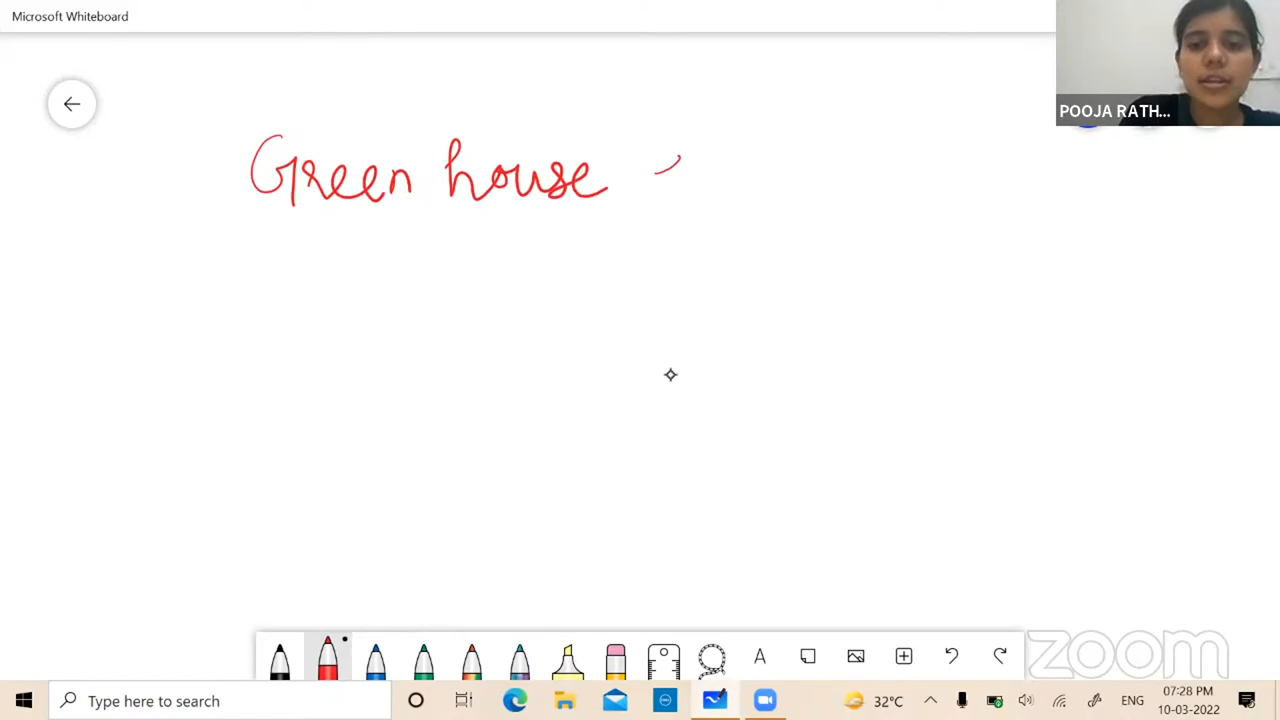 Microsoft Whiteboard
POOJA RATH...
Green house
A
zoom
Type here to search
32°C
ENG
07:28 PM
10-03-2022